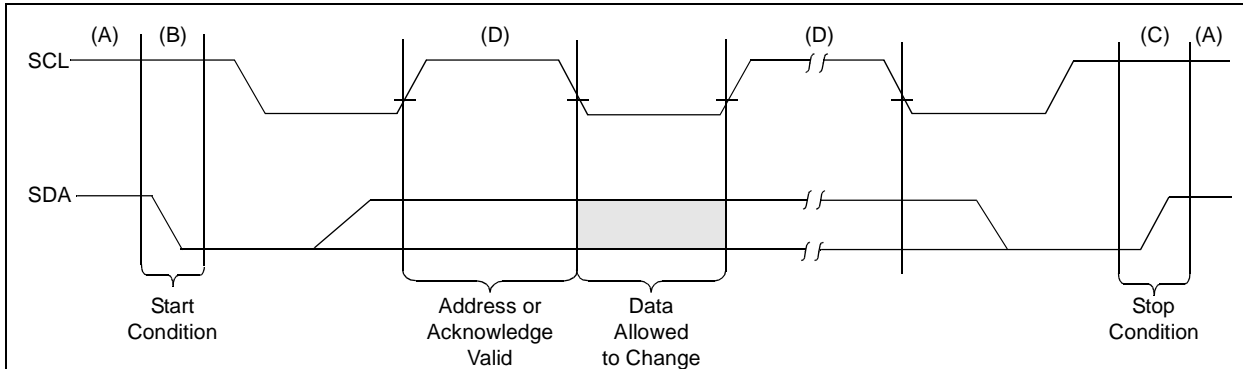 (A) (B) (D) (D) (C) (A)
SCL
SDA
Start
Condition
Address or
Acknowledge
Valid
Data
Allowed
to Change
Stop
Condition